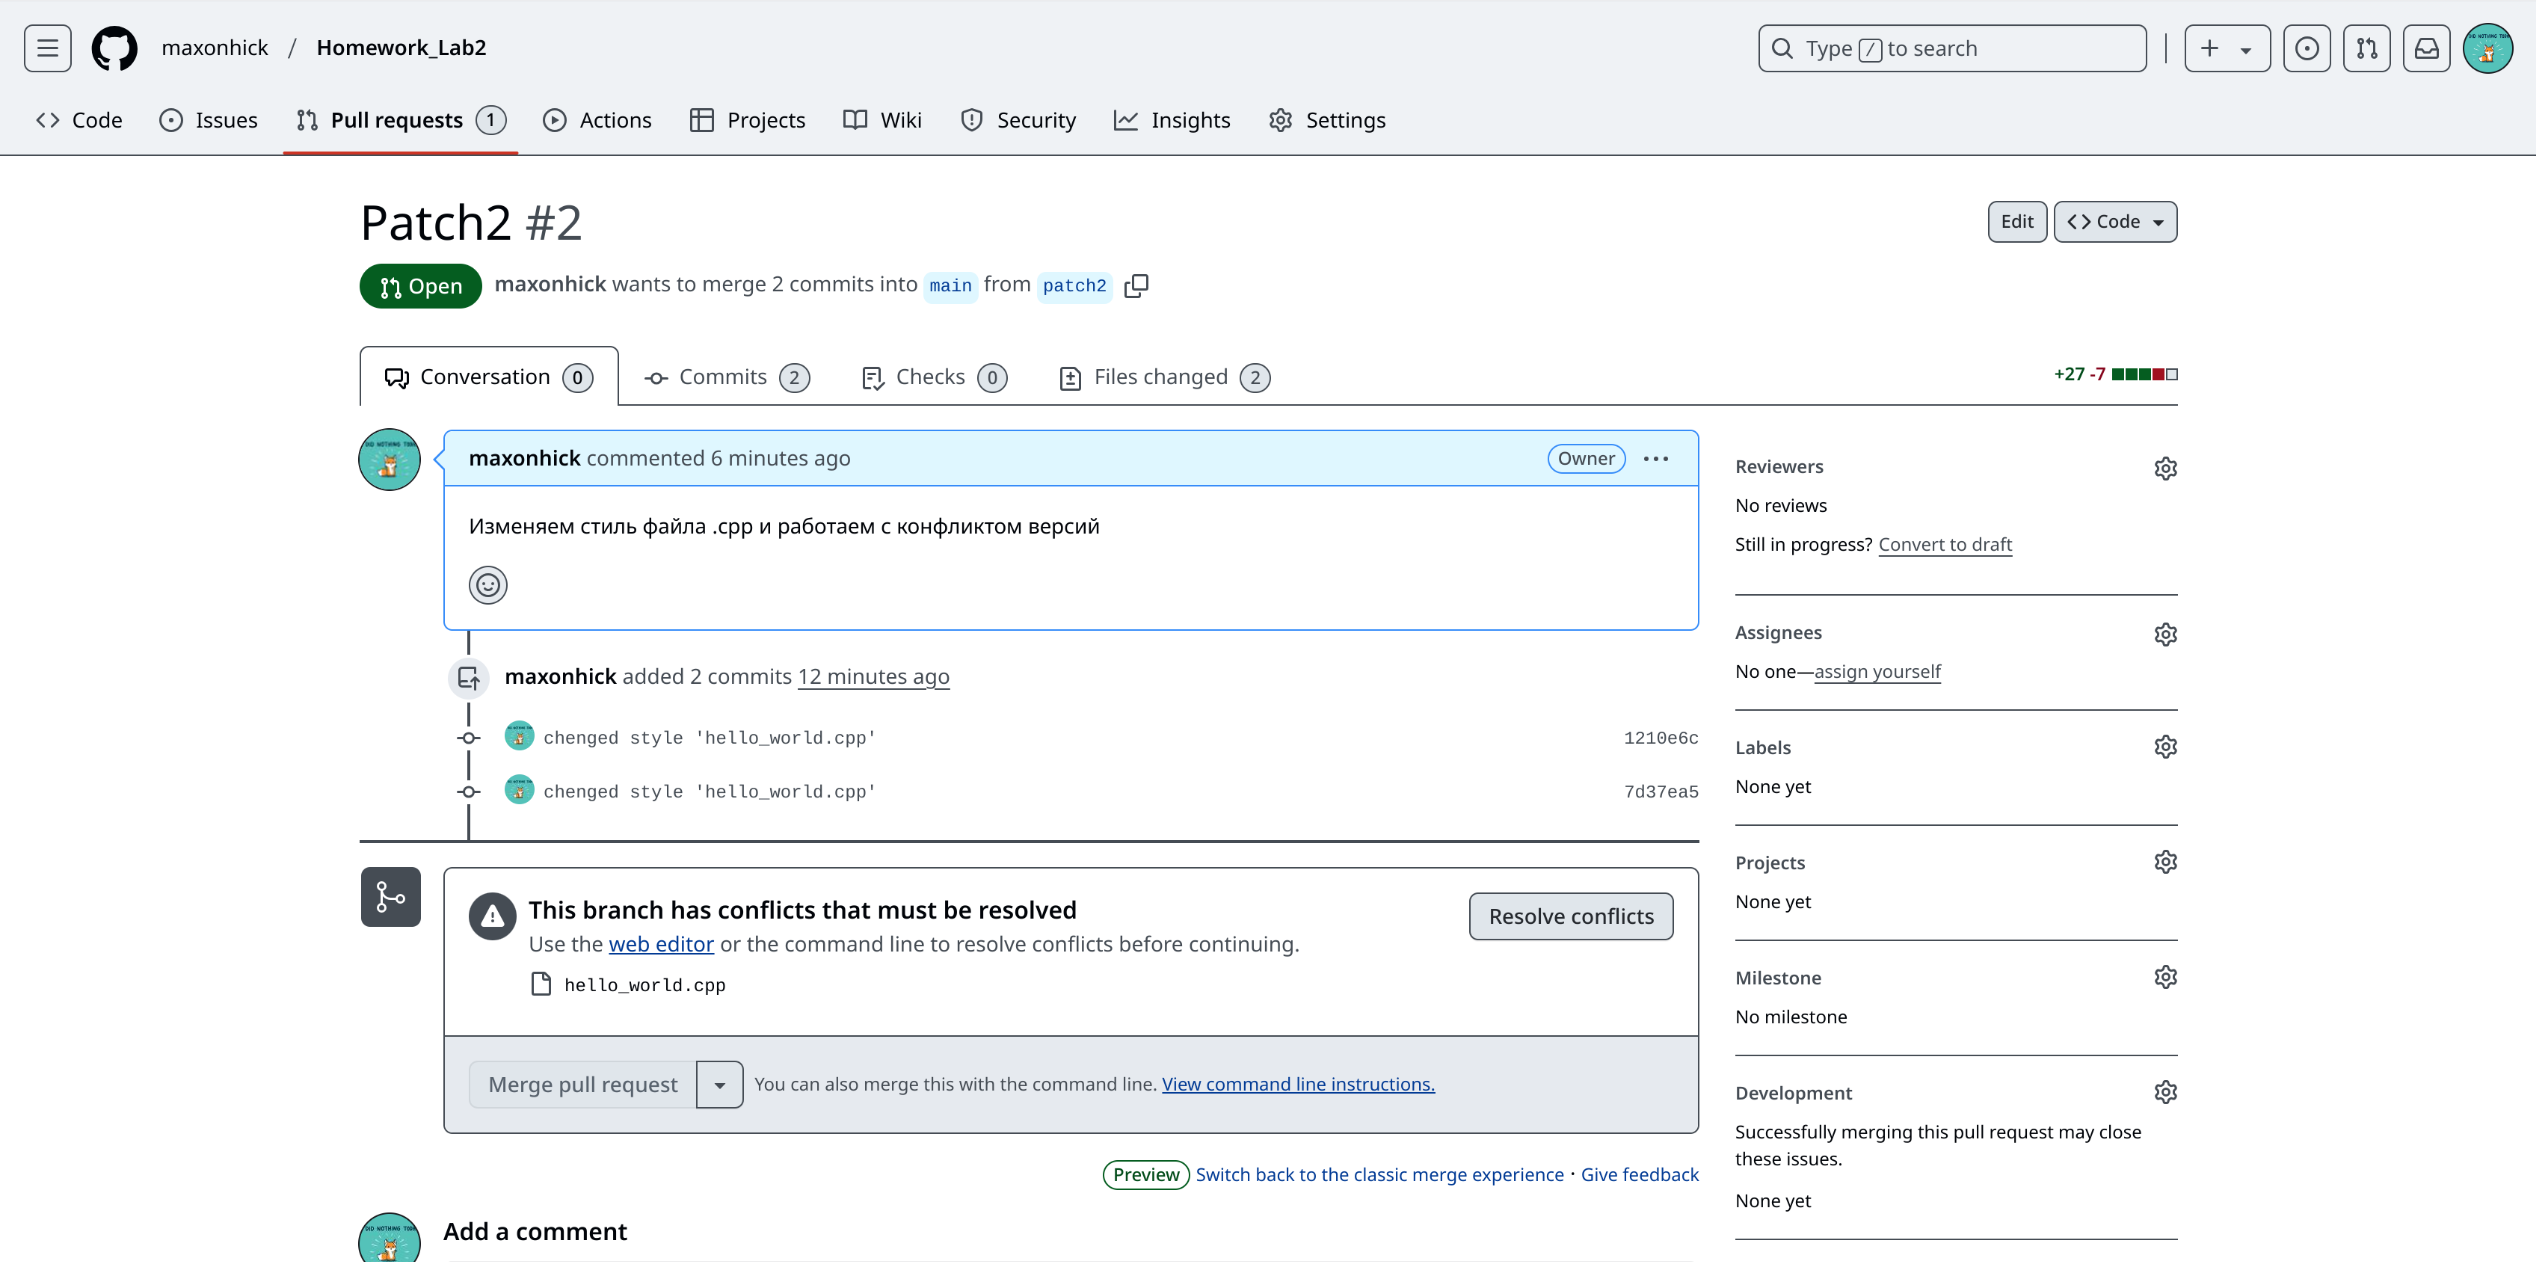 maxonhick / Homework_Lab2
Type / to search
Code
Issues
Pull requests 1
Actions
Projects
Wiki
Security
Insights
Settings
Patch2 #2
Edit
Code
Open
maxonhick wants to merge 2 commits into main from patch2
Conversation 0
Commits 2
Checks 0
Files changed 2
+27 -7
maxonhick commented 6 minutes ago
Owner
Изменяем стиль файла .cpp и работаем с конфликтом версий
maxonhick added 2 commits 12 minutes ago
chenged style 'hello_world.cpp'
1210e6c
chenged style 'hello_world.cpp'
7d37ea5
This branch has conflicts that must be resolved
Use the web editor or the command line to resolve conflicts before continuing.
hello_world.cpp
Resolve conflicts
Merge pull request
You can also merge this with the command line. View command line instructions.
Preview Switch back to the classic merge experience · Give feedback
Add a comment
Reviewers
No reviews
Still in progress? Convert to draft
Assignees
No one—assign yourself
Labels
None yet
Projects
None yet
Milestone
No milestone
Development
Successfully merging this pull request may close
these issues.
None yet